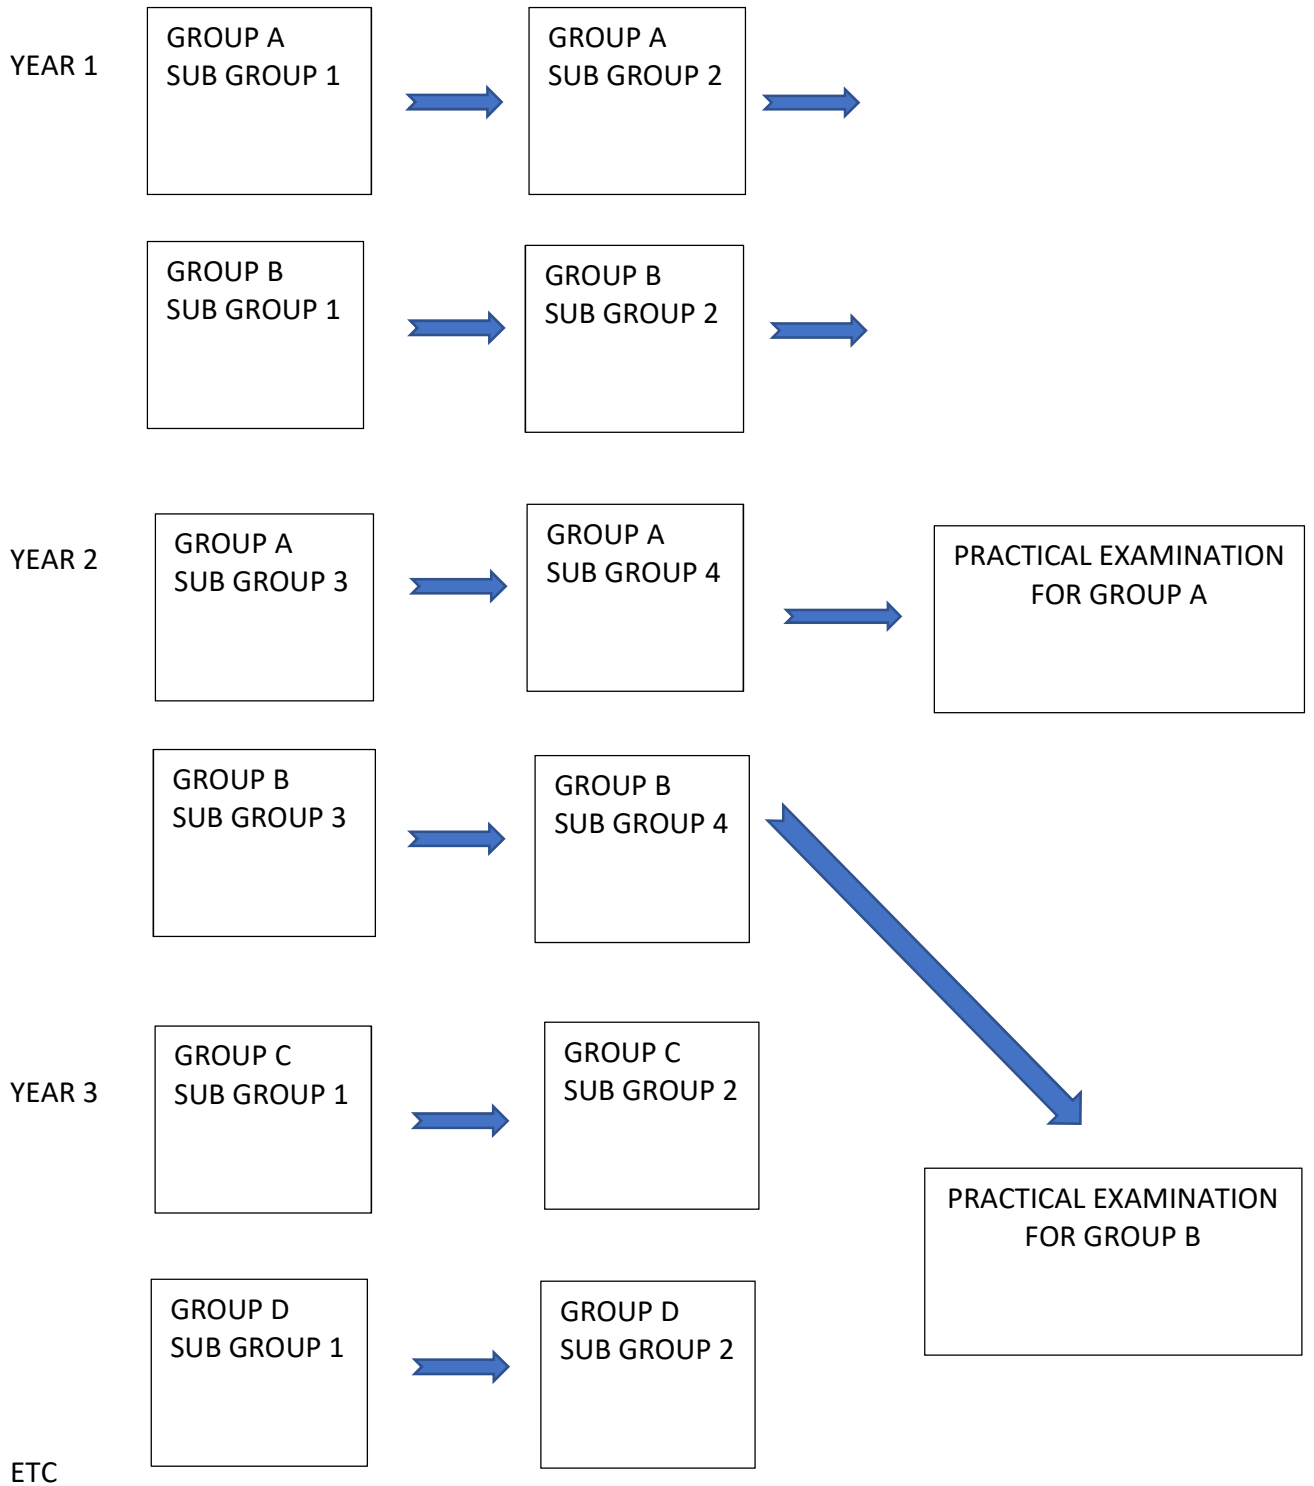 YEAR 1
GROUP A
SUB GROUP 1
GROUP A
SUB GROUP 2
GROUP B
SUB GROUP 1
GROUP B
SUB GROUP 2
YEAR 2
GROUP A
SUB GROUP 3
GROUP A
SUB GROUP 4
PRACTICAL EXAMINATION
FOR GROUP A
GROUP B
SUB GROUP 3
GROUP B
SUB GROUP 4
YEAR 3
GROUP C
SUB GROUP 1
GROUP C
SUB GROUP 2
PRACTICAL EXAMINATION
FOR GROUP B
GROUP D
SUB GROUP 1
GROUP D
SUB GROUP 2
ETC